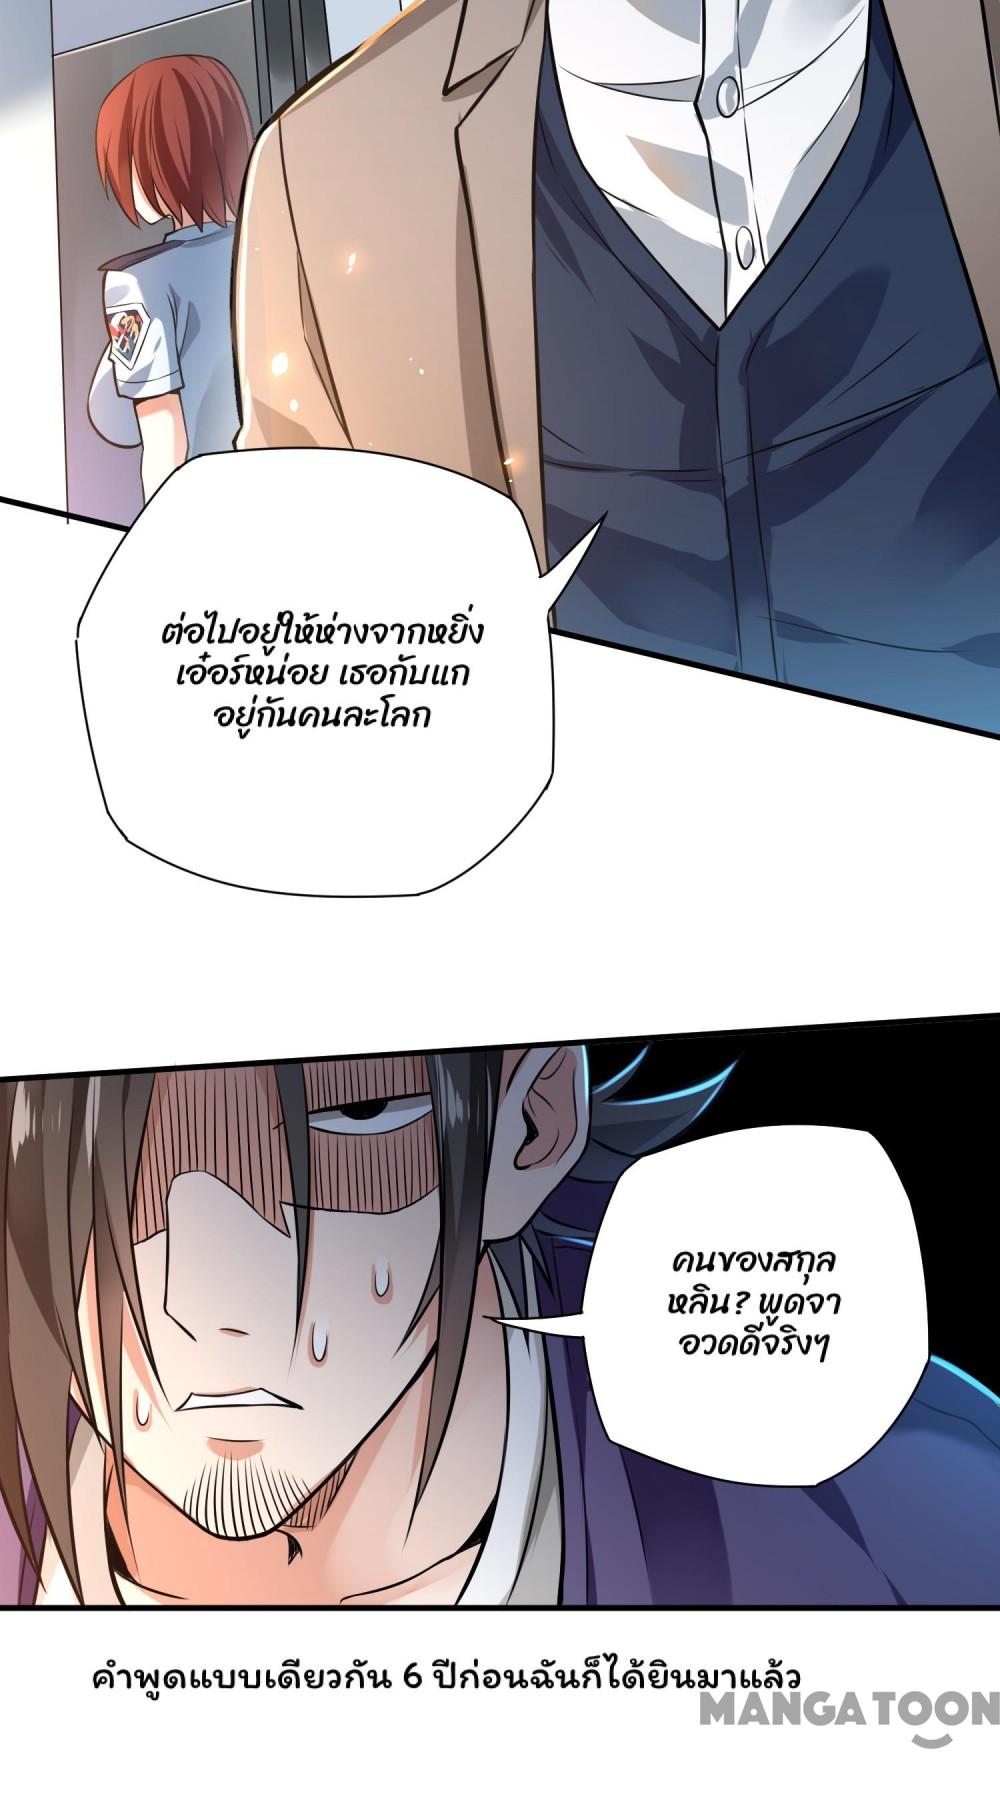 ต่อไปอยู่ให้ห่างจากหยิ่ง
เอ๋อร์หน่อย เธอกับแก
อยู่กันคนละโลก
คนของสกุล
หลิน? พูดจา
อวดดีจริงๆ
คำพูดแบบเดียวกัน 6 ปีก่อนฉันก็ได้ยินมาแล้ว
MANGATOON